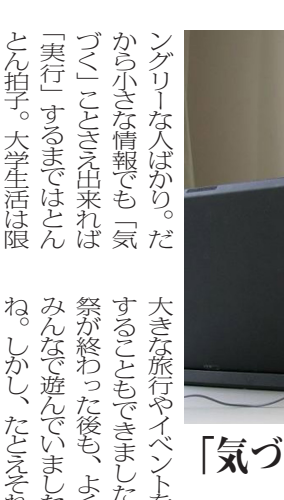 ングリーな人ばかり。だ
から小さな情報でも「気
づく」ことさえ出来れば
「実行」するまではとん
とん拍子。大学生活は限
大きな旅行やイベントを
することもできました
祭が終わった後も、よく
みんなで遊んでいました
ね。しかし、たとえそれ
「気づ